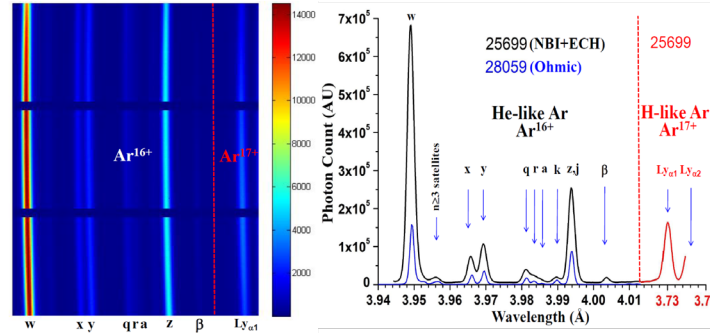 Ar16+
Ar17+
w
x y
q r a
z
β
Lyα1
14000
12000
10000
8000
6000
4000
2000
Photon Count (AU)
7x10^5
6x10^5
5x10^5
4x10^5
3x10^5
2x10^5
1x10^5
0
w
25699 (NBI+ECH)
28059 (Ohmic)
25699
He-like Ar
Ar16+
H-like Ar
Ar17+
n≥3 satellites
x y q r a k z,j β Lyα1 Lyα2
3.94 3.95 3.96 3.97 3.98 3.99 4.00 4.01 3.73 3.7
Wavelength (Å)